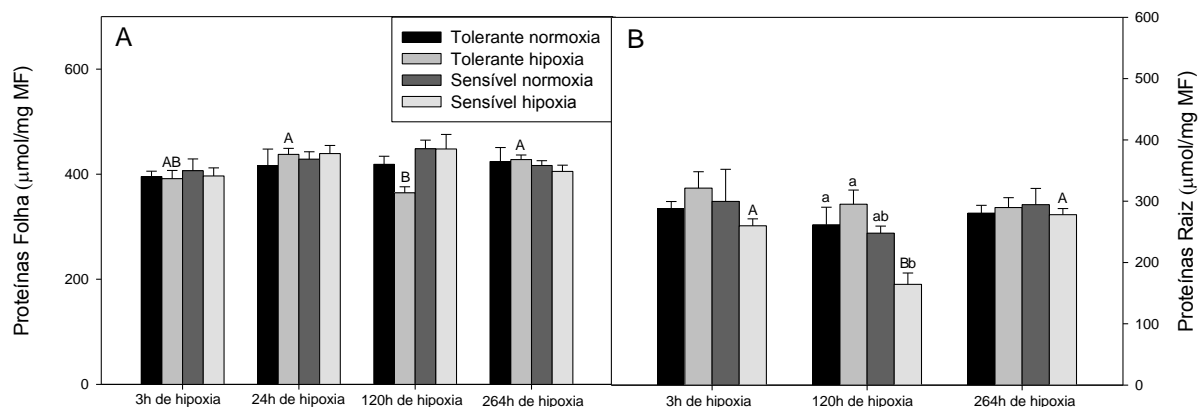 A
B
Tolerante normoxia
Tolerante hipoxia
Sensível normoxia
Sensível hipoxia
Proteínas Folha (µmol/mg MF)
600
400
200
0
AB
A
B
A
3h de hipoxia
24h de hipoxia
120h de hipoxia
264h de hipoxia
A
a
a
ab
Bb
A
3h de hipoxia
120h de hipoxia
264h de hipoxia
600
500
400
300
200
100
0
Proteínas Raiz (µmol/mg MF)